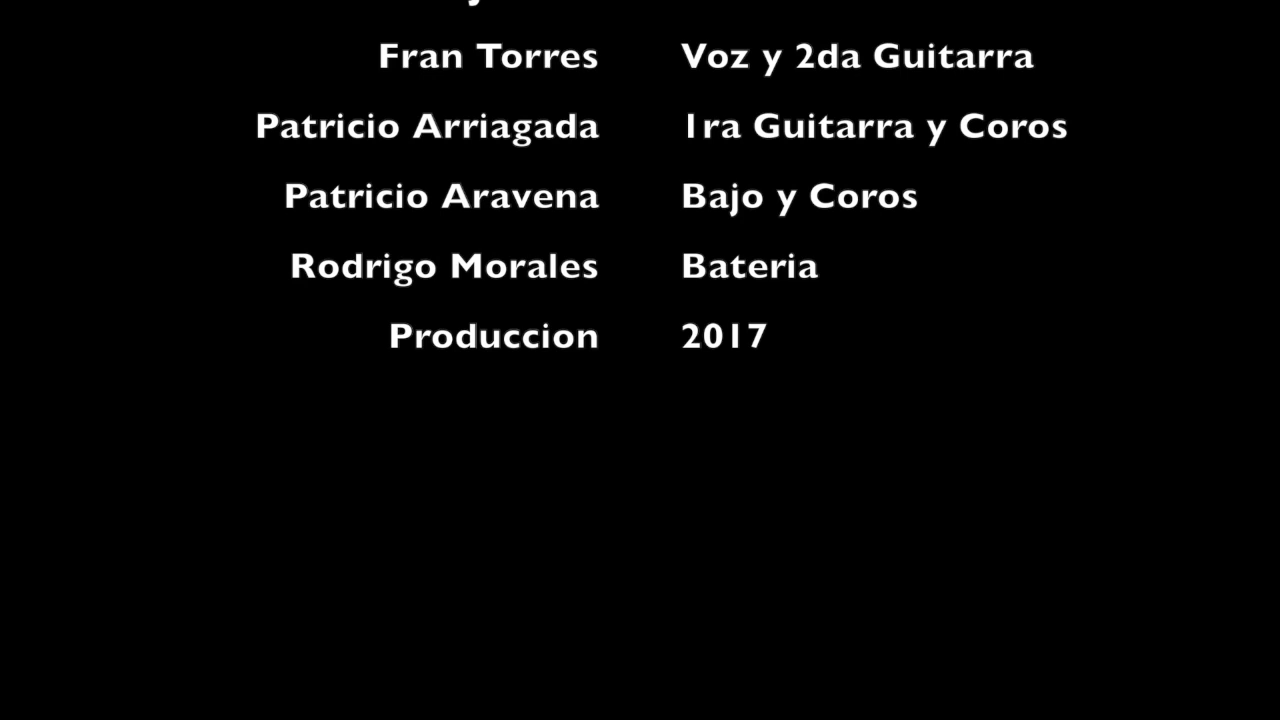 Fran Torres Voz y 2da Guitarra
Patricio Arriagada 1ra Guitarra y Coros
Patricio Aravena Bajo y Coros
Rodrigo Morales Bateria
Produccion 2017